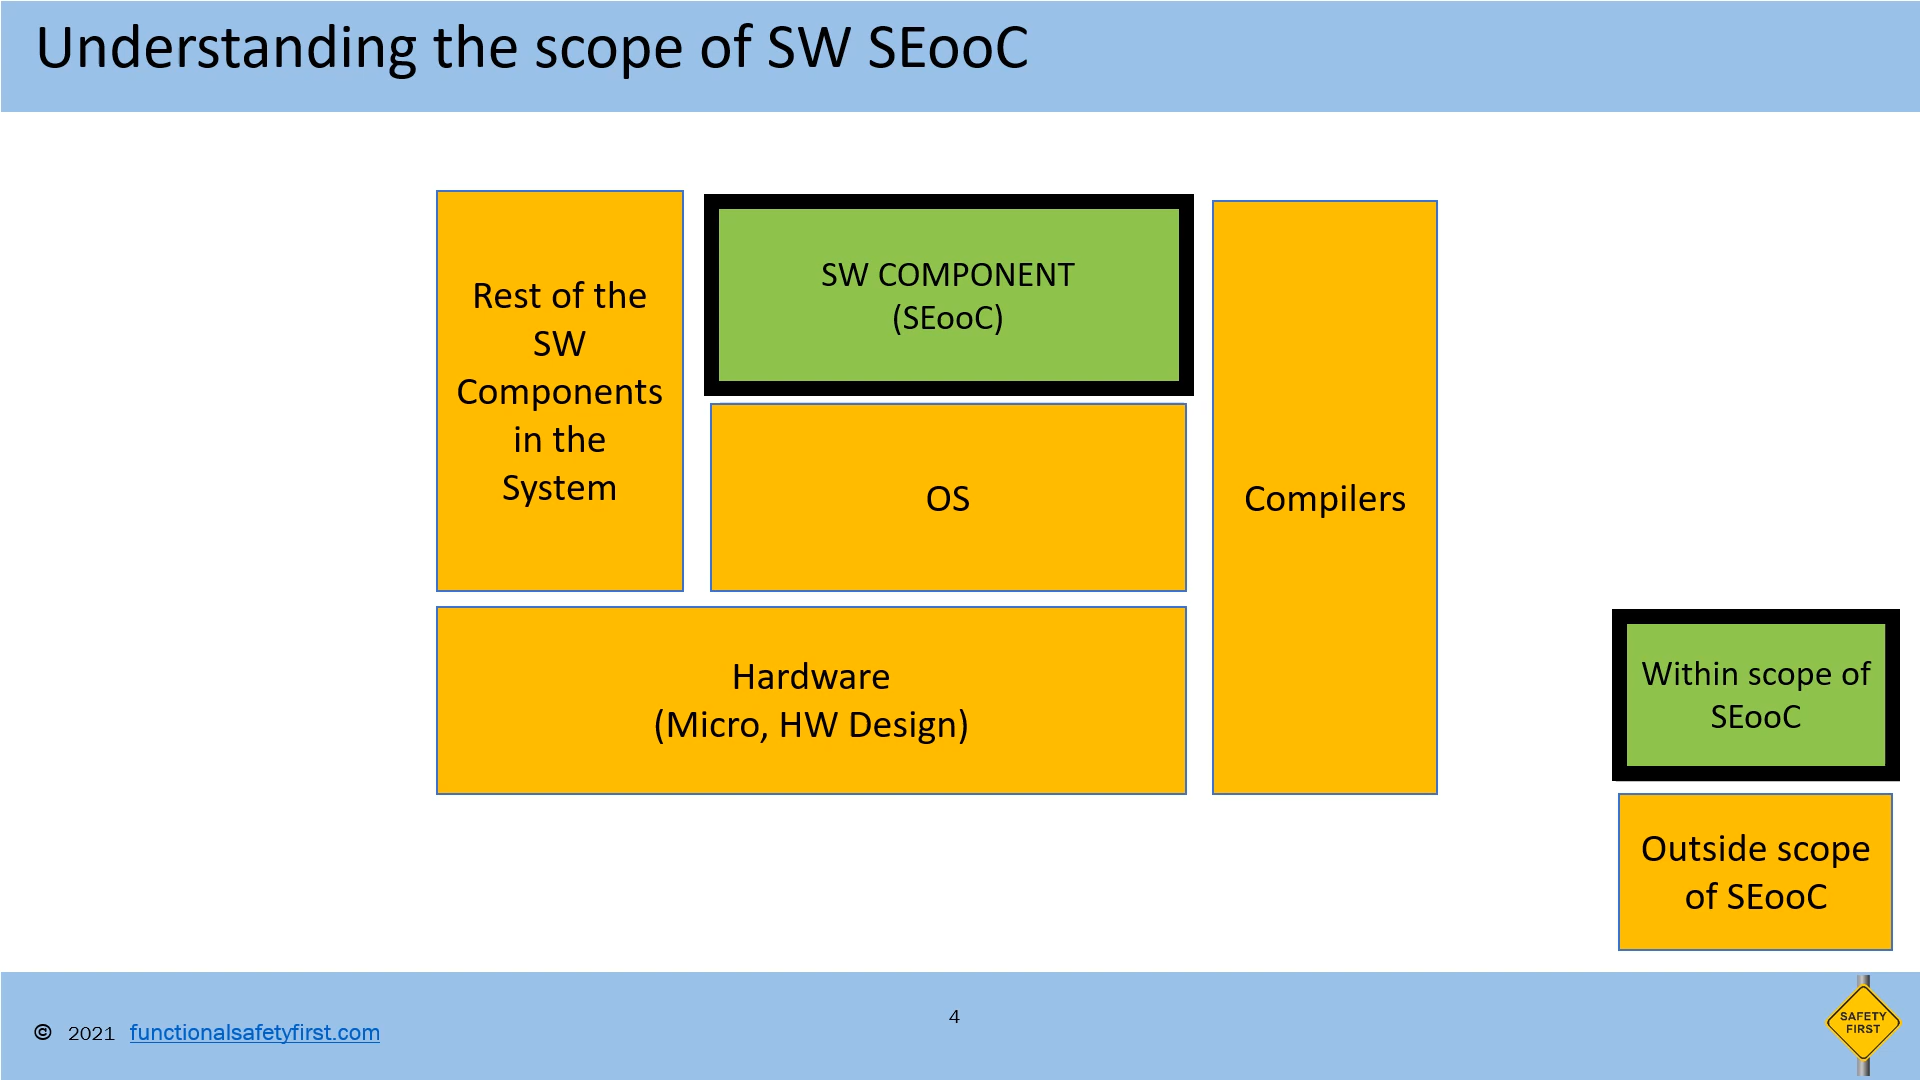 Understanding the scope of SW SEooC
Rest of the
SW
Components
in the
System
SW COMPONENT
(SEooC)
OS
Compilers
Hardware
(Micro, HW Design)
Within scope of
SEooC
Outside scope
of SEooC
© 2021 functionalsafetyfirst.com
4
SAFETY
FIRST